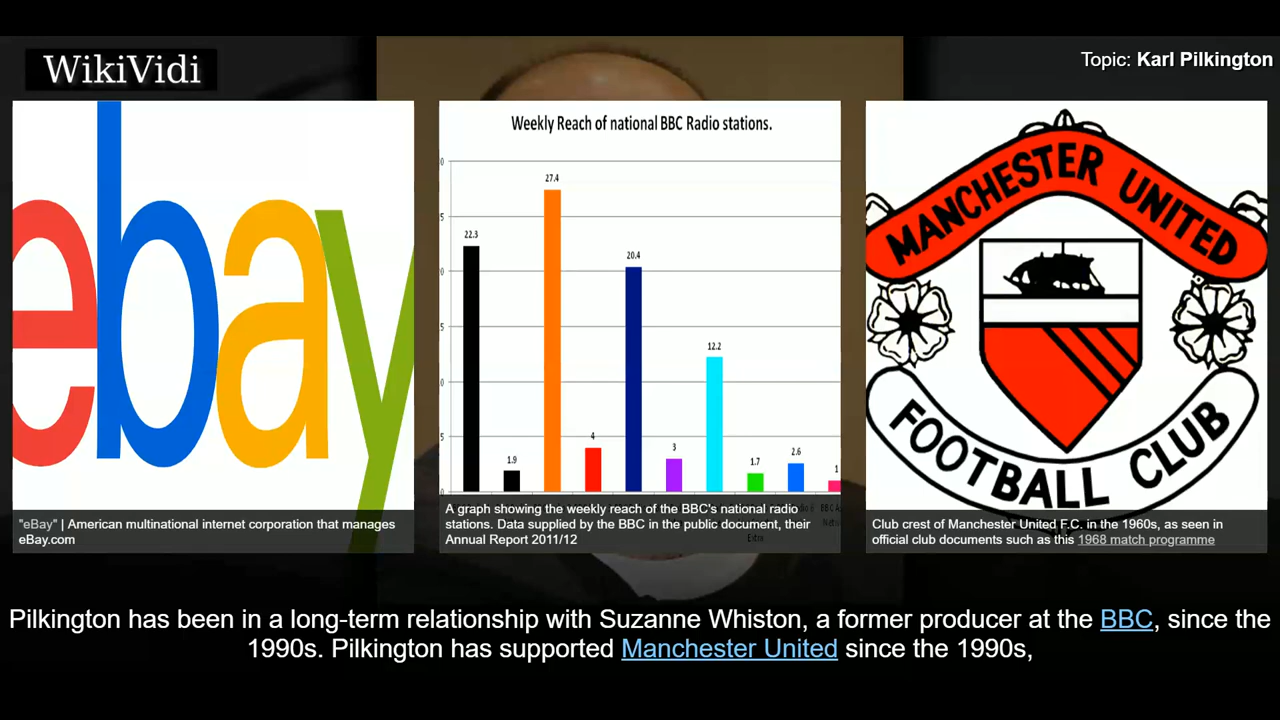 WikiVidi
Topic: Karl Pilkington
ebay
"eBay" | American multinational internet corporation that manages
eBay.com
Weekly Reach of national BBC Radio stations.
22.3
1.9
27.4
4
20.4
3
12.2
1.7
2.6
1
A graph showing the weekly reach of the BBC's national radio
stations. Data supplied by the BBC in the public document, their
Annual Report 2011/12
MANCHESTER UNITED
FOOTBALL CLUB
Club crest of Manchester United F.C. in the 1960s, as seen in
official club documents such as this 1968 match programme
Pilkington has been in a long-term relationship with Suzanne Whiston, a former producer at the BBC, since the
1990s. Pilkington has supported Manchester United since the 1990s,